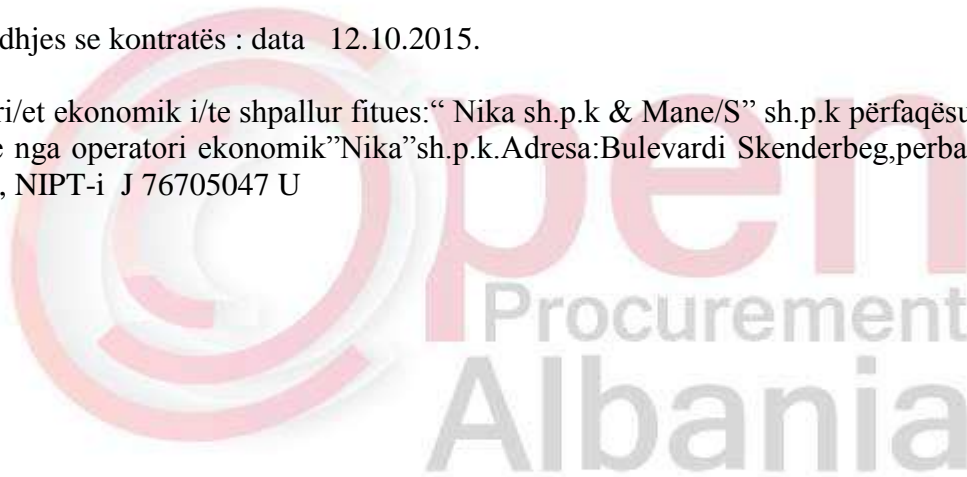 dhjes se kontratës : data 12.10.2015.
ri/et ekonomik i/te shpallur fitues:“ Nika sh.p.k & Mane/S” sh.p.k përfaqësu
e nga operatori ekonomik”Nika”sh.p.k.Adresa:Bulevardi Skenderbeg,perba
, NIPT-i J 76705047 U
Open
Procurement
Albania